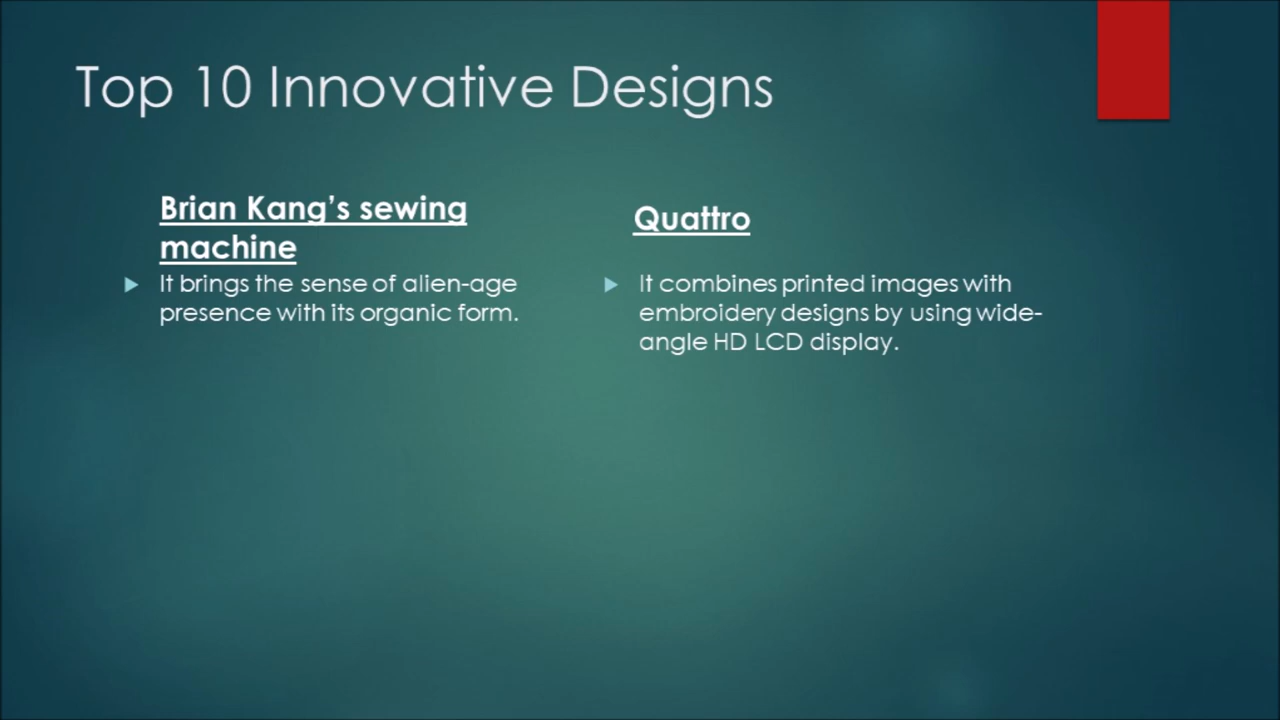 Top 10 Innovative Designs
Brian Kang’s sewing
machine
It brings the sense of alien-age
presence with its organic form.
Quattro
It combines printed images with
embroidery designs by using wide-
angle HD LCD display.